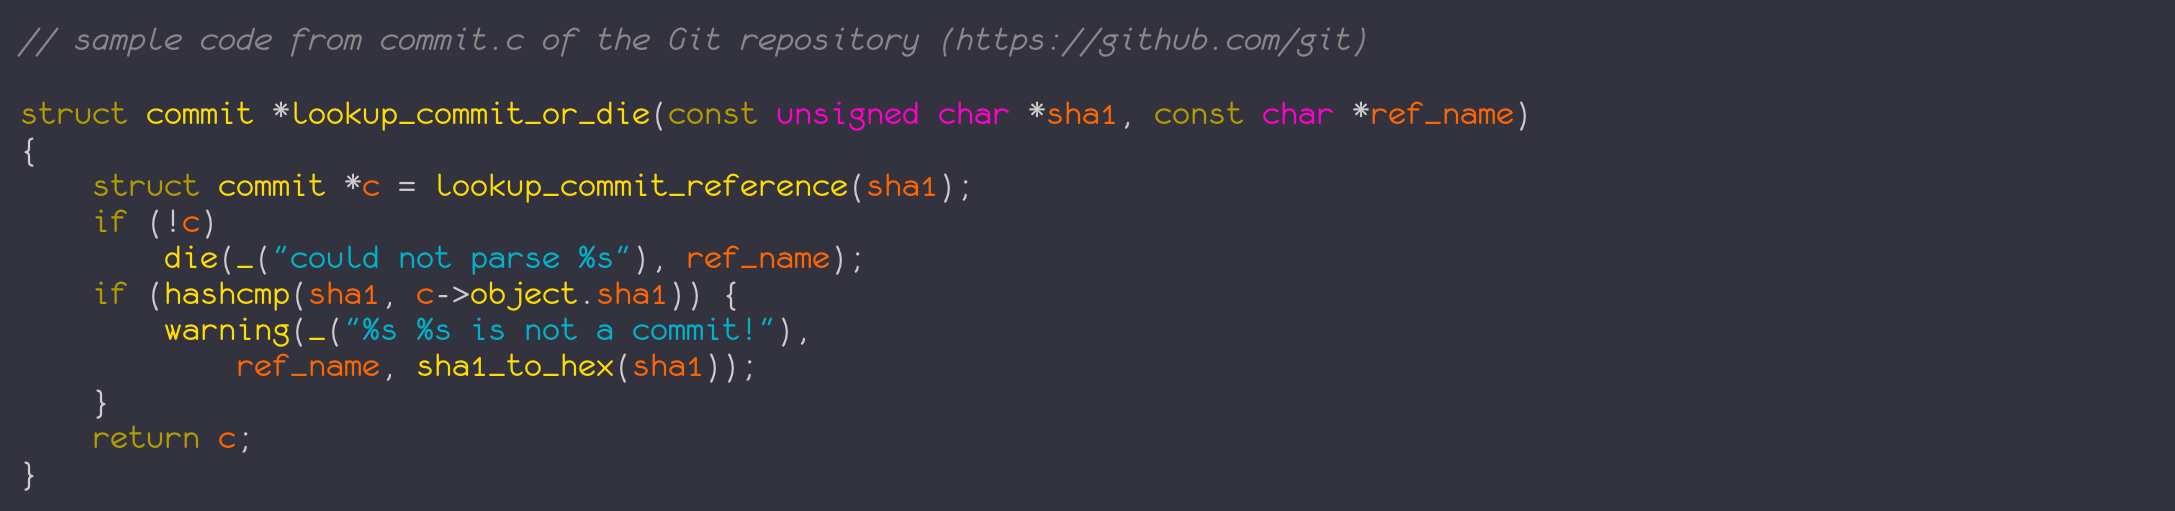 // sample code from commit.c of the Git repository (https://github.com/git)

struct commit *lookup_commit_or_die(const unsigned char *sha1, const char *ref_name)
{
    struct commit *c = lookup_commit_reference(sha1);
    if (!c)
        die(_("could not parse %s"), ref_name);
    if (hashcmp(sha1, c->object.sha1)) {
        warning(_("%s %s is not a commit!"),
            ref_name, sha1_to_hex(sha1));
    }
    return c;
}